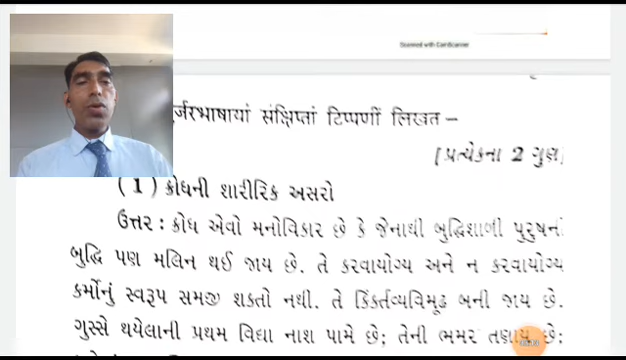 Scanned with CamScanner
ર્જરભાષાયાં સંક્ષિપ્તાં ટિપ્પણીં લિખત –
[પ્રત્યેકના 2 ગુણ]
(1) ક્રોધની શારીરિક અસરો
ઉત્તર : ક્રોધ એવો મનોવિકાર છે કે જેનાથી બુદ્ધિશાળી પુરુષની
બુદ્ધિ પણ મલિન થઈ જાય છે. તે કરવાયોગ્ય અને ન કરવાયોગ્ય
કર્મોનું સ્વરૂપ સમજી શકતો નથી. તે કિંકર્તવ્યવિમૂઢ બની જાય છે.
ગુસ્સે થયેલાની પ્રથમ વિદ્યા નાશ પામે છે; તેની ભમર તણાય છે;